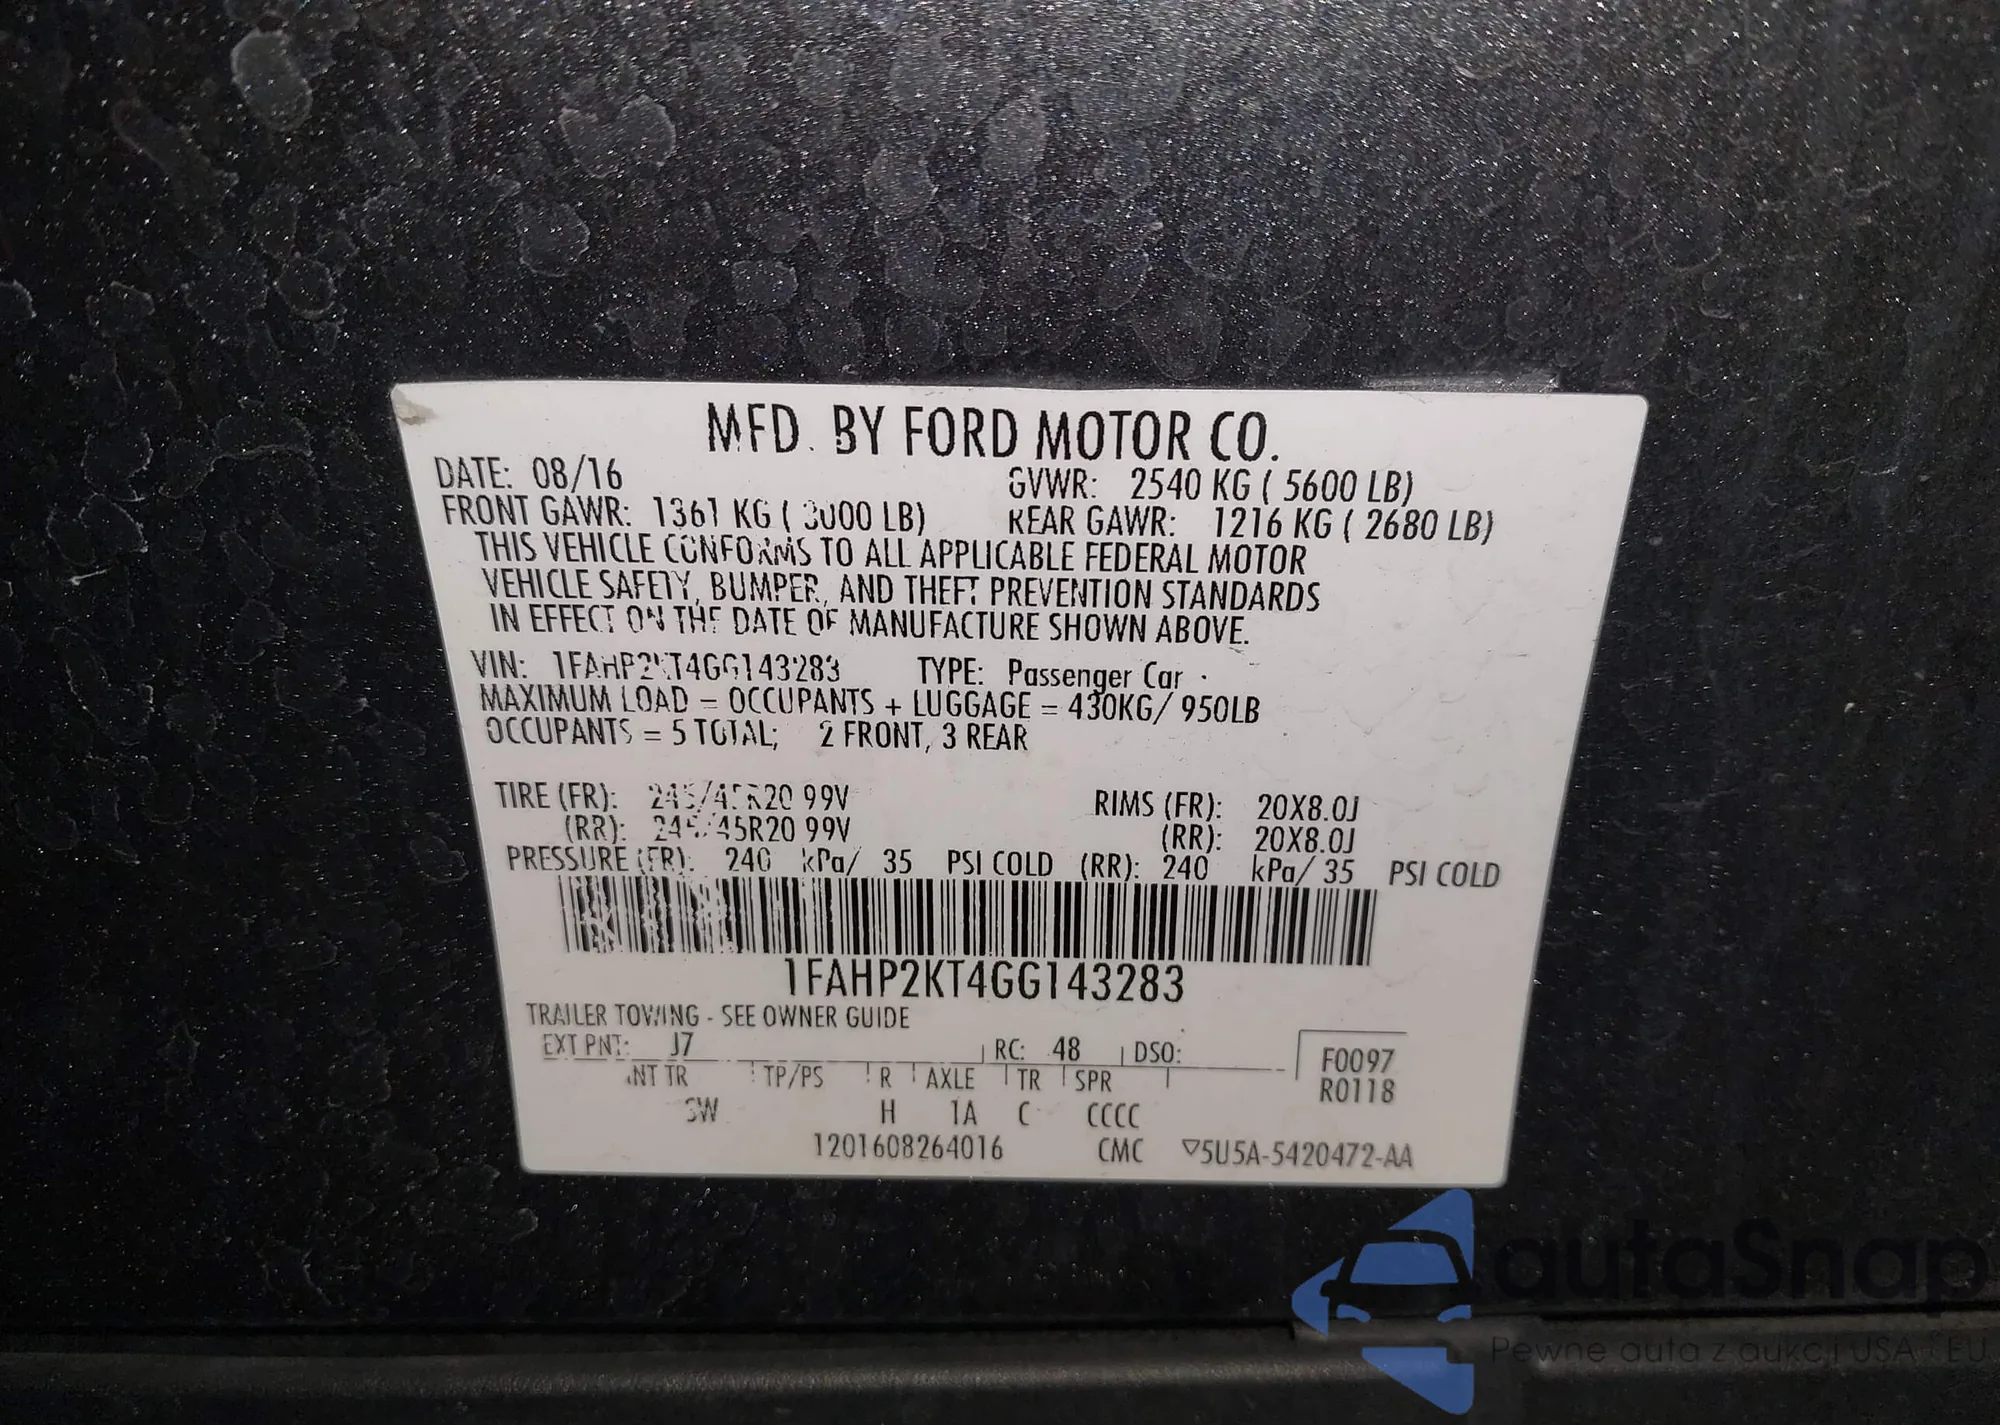 MFD. BY FORD MOTOR CO.
DATE: 08/16 GVWR: 2540 KG ( 5600 LB)
FRONT GAWR: 1361 KG ( 3000 LB) REAR GAWR: 1216 KG ( 2680 LB)
THIS VEHICLE CONFORMS TO ALL APPLICABLE FEDERAL MOTOR
VEHICLE SAFETY, BUMPER, AND THEFT PREVENTION STANDARDS
IN EFFECT ON THE DATE OF MANUFACTURE SHOWN ABOVE.
VIN: 1FAHP2KT4GG143283 TYPE: Passenger Car
MAXIMUM LOAD = OCCUPANTS + LUGGAGE = 430KG/ 950LB
OCCUPANTS = 5 TOTAL; 2 FRONT, 3 REAR
TIRE (FR): 245/45R20 99V RIMS (FR): 20X8.0J
(RR): 245/45R20 99V (RR): 20X8.0J
PRESSURE (FR): 240 kPa/ 35 PSI COLD (RR): 240 kPa/ 35 PSI COLD
1FAHP2KT4GG143283
TRAILER TOWING - SEE OWNER GUIDE
EXT PNT: J7 RC: 48 DSO: F0097
INT TR TP/PS R AXLE TR SPR R0118
SW H 1A C CCCC
1201608264016 CMC ▽5U5A-5420472-AA
autaSnap
Pewne auta z aukcji USA i EU